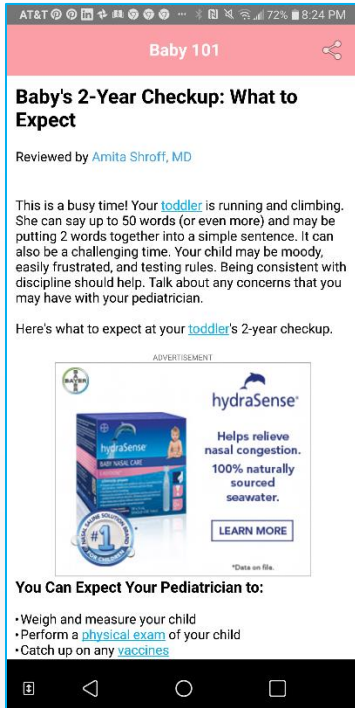 AT&T 72% 8:24 PM
Baby 101
Baby's 2-Year Checkup: What to
Expect
Reviewed by Amita Shroff, MD
This is a busy time! Your toddler is running and climbing.
She can say up to 50 words (or even more) and may be
putting 2 words together into a simple sentence. It can
also be a challenging time. Your child may be moody,
easily frustrated, and testing rules. Being consistent with
discipline should help. Talk about any concerns that you
may have with your pediatrician.
Here's what to expect at your toddler's 2-year checkup.
ADVERTISEMENT
BAYER
hydraSense
BABY NASAL CARE
#1
FOR CHILDREN
hydraSense
Helps relieve
nasal congestion.
100% naturally
sourced
seawater.
LEARN MORE
*Data on file.
You Can Expect Your Pediatrician to:
•Weigh and measure your child
•Perform a physical exam of your child
•Catch up on any vaccines